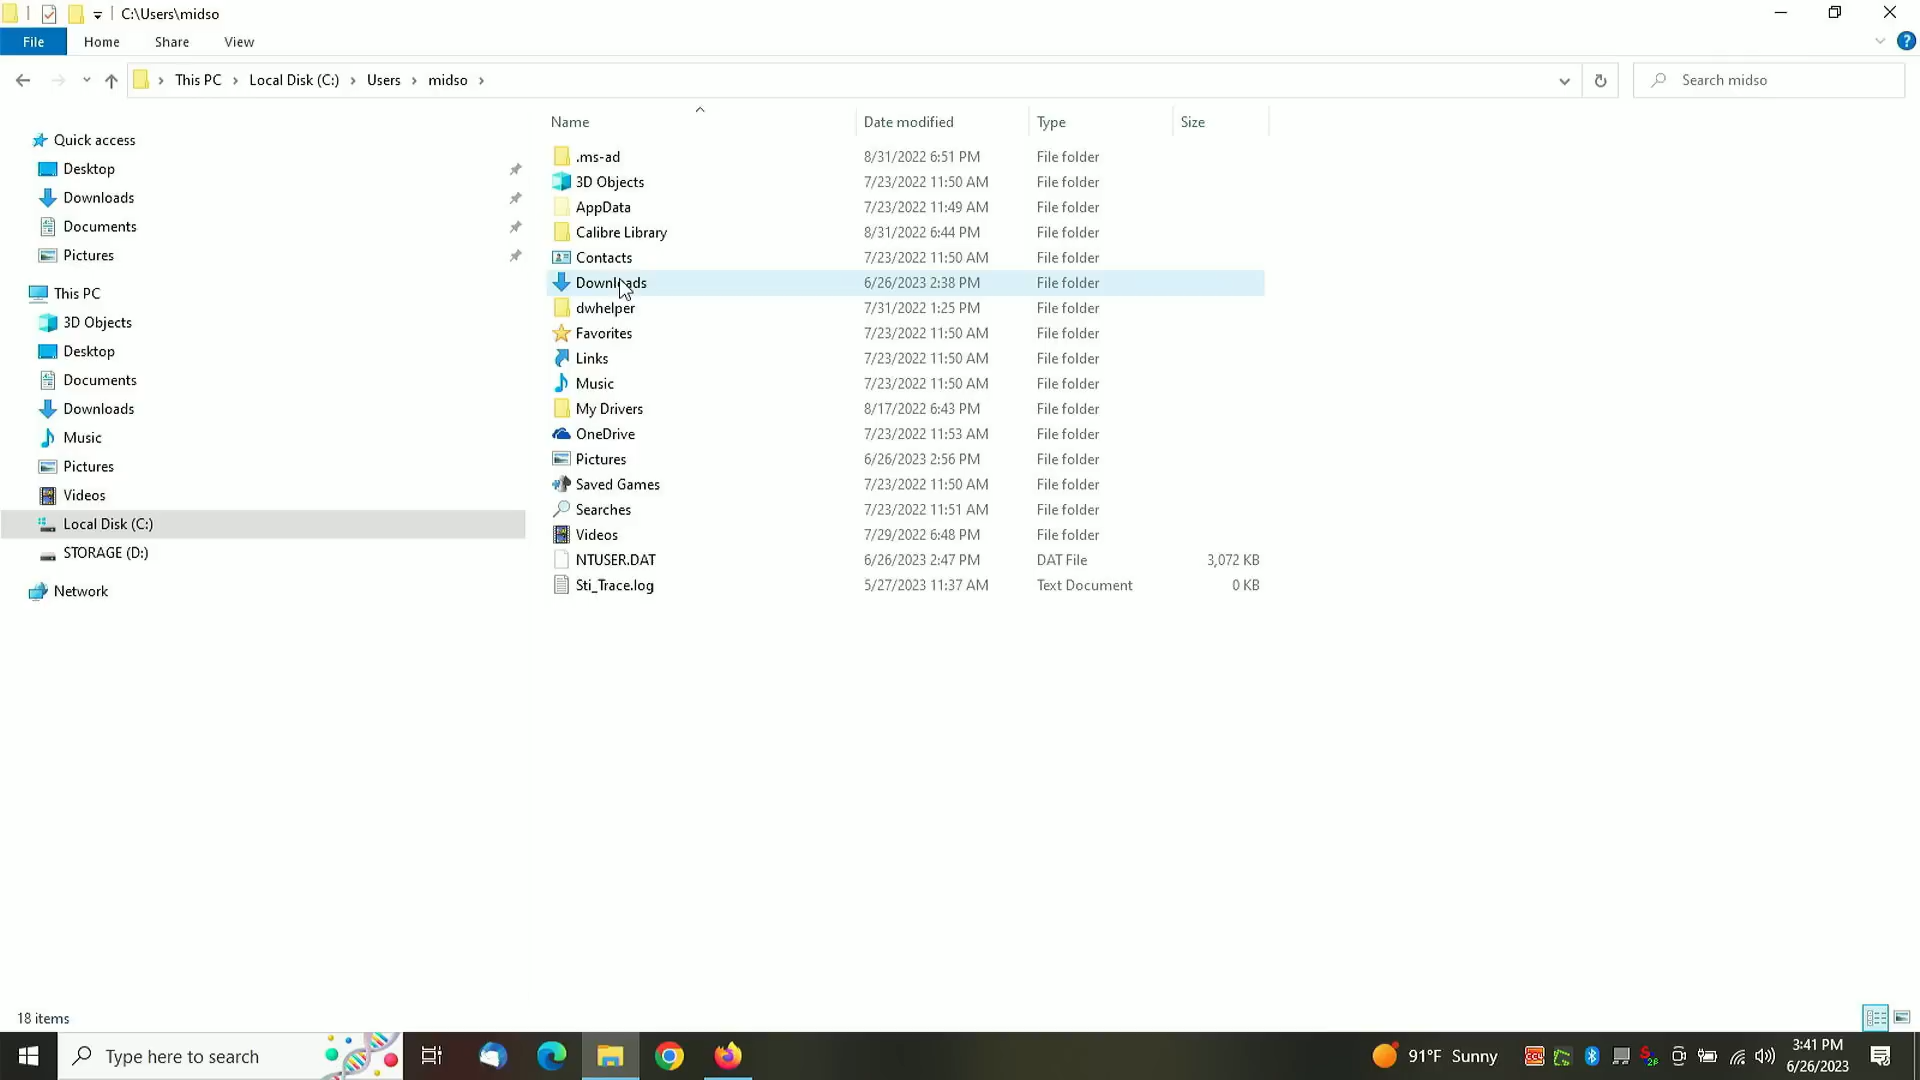 C:\Users\midso
File Home Share View
This PC Local Disk (C:) Users midso
Search midso
Name Date modified Type Size
Quick access
Desktop
Downloads
Documents
Pictures
This PC
3D Objects
Desktop
Documents
Downloads
Music
Pictures
Videos
Local Disk (C:)
STORAGE (D:)
Network
.ms-ad 8/31/2022 6:51 PM File folder
3D Objects 7/23/2022 11:50 AM File folder
AppData 7/23/2022 11:49 AM File folder
Calibre Library 8/31/2022 6:44 PM File folder
Contacts 7/23/2022 11:50 AM File folder
Downloads 6/26/2023 2:38 PM File folder
dwhelper 7/31/2022 1:25 PM File folder
Favorites 7/23/2022 11:50 AM File folder
Links 7/23/2022 11:50 AM File folder
Music 7/23/2022 11:50 AM File folder
My Drivers 8/17/2022 6:43 PM File folder
OneDrive 7/23/2022 11:53 AM File folder
Pictures 6/26/2023 2:56 PM File folder
Saved Games 7/23/2022 11:50 AM File folder
Searches 7/23/2022 11:51 AM File folder
Videos 7/29/2022 6:48 PM File folder
NTUSER.DAT 6/26/2023 2:47 PM DAT File 3,072 KB
Sti_Trace.log 5/27/2023 11:37 AM Text Document 0 KB
18 items
Type here to search
91°F Sunny
CCL
3:41 PM
6/26/2023